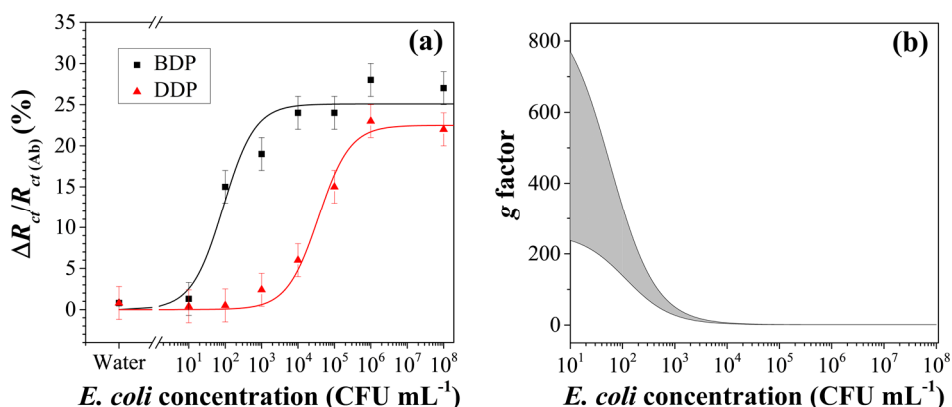 (a)
BDP
DDP
ΔR_ct/R_ct (Ab) (%)
35
30
25
20
15
10
5
0
Water 10^1 10^2 10^3 10^4 10^5 10^6 10^7 10^8
E. coli concentration (CFU mL^−1)
(b)
g factor
800
600
400
200
0
10^1 10^2 10^3 10^4 10^5 10^6 10^7 10^8
E. coli concentration (CFU mL^−1)